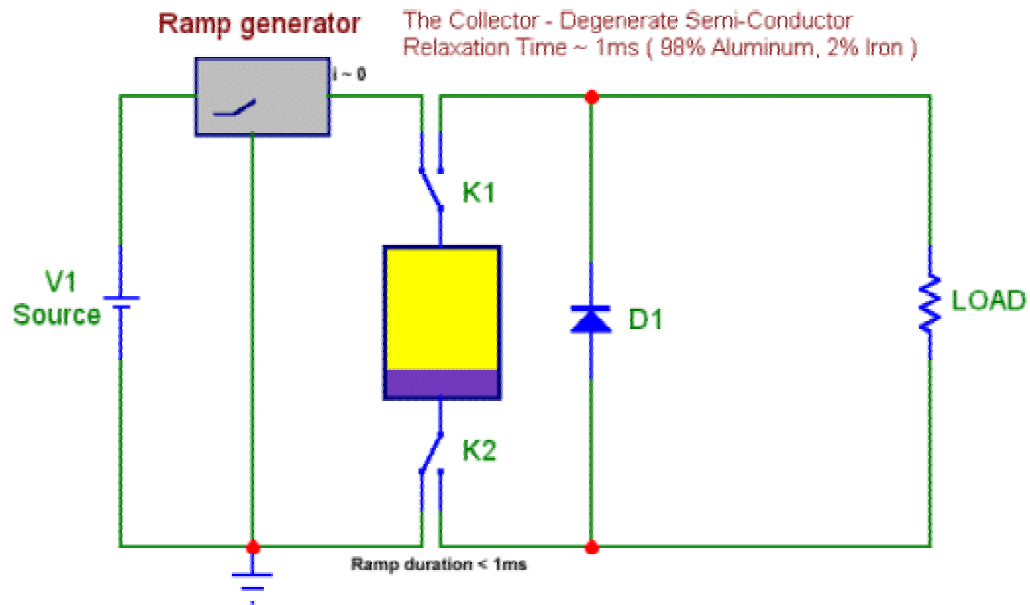 Ramp generator
The Collector - Degenerate Semi-Conductor
Relaxation Time ~ 1ms ( 98% Aluminum, 2% Iron )
i ~ 0
K1
V1
Source
D1
LOAD
K2
Ramp duration < 1ms